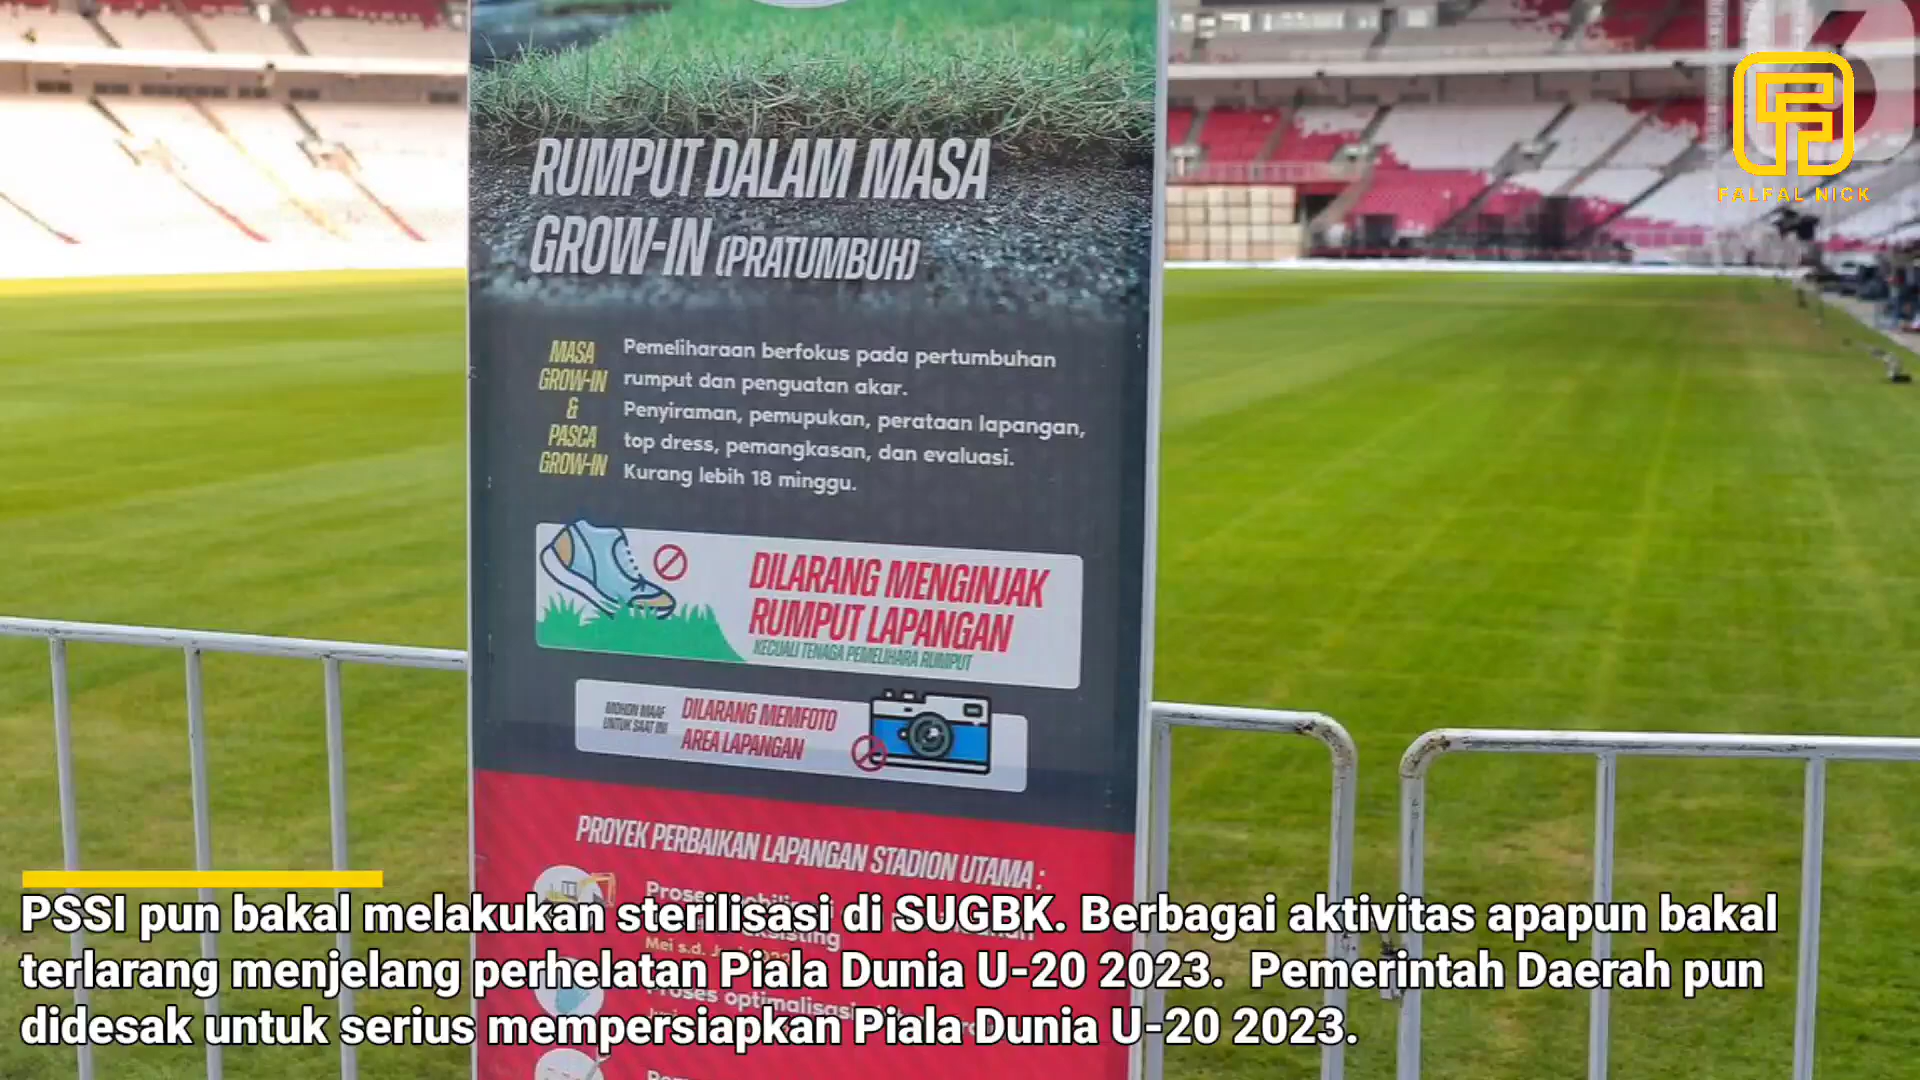 FALFAL NICK
RUMPUT DALAM MASA
GROW-IN (PRATUMBUH)
MASA
GROW-IN
&
PASCA
GROW-IN
Pemeliharaan berfokus pada pertumbuhan
rumput dan penguatan akar.
Penyiraman, pemupukan, perataan lapangan,
top dress, pemangkasan, dan evaluasi.
Kurang lebih 18 minggu.
DILARANG MENGINJAK
RUMPUT LAPANGAN
KECUALI TENAGA PEMELIHARA RUMPUT
MOHON MAAF
UNTUK SAAT INI
DILARANG MEMFOTO
AREA LAPANGAN
PROYEK PERBAIKAN LAPANGAN STADION UTAMA :
Mei s.d.
optimalisasi
PSSI pun bakal melakukan sterilisasi di SUGBK. Berbagai aktivitas apapun bakal
terlarang menjelang perhelatan Piala Dunia U-20 2023. Pemerintah Daerah pun
didesak untuk serius mempersiapkan Piala Dunia U-20 2023.